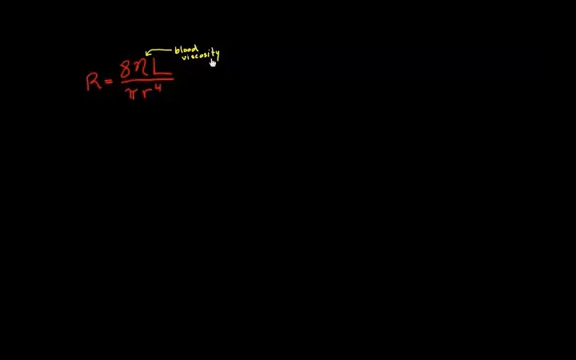 blood
viscosity
R = 8ηL
πr⁴